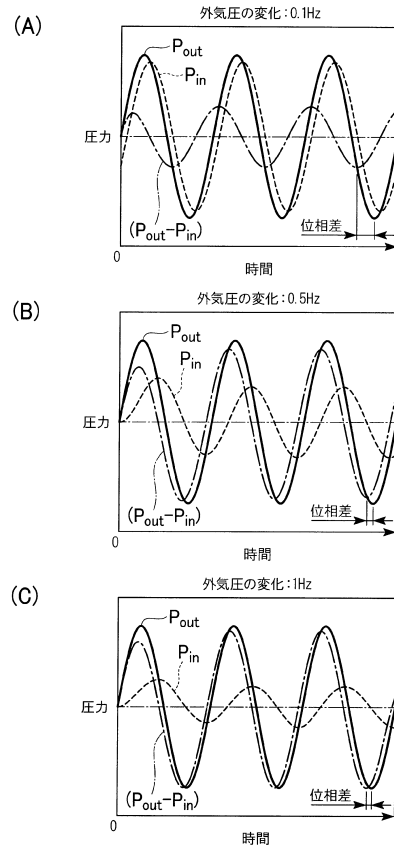 (A)
外気圧の変化:0.1Hz
Pout
Pin
圧力
(Pout−Pin)
位相差
0
時間
(B)
外気圧の変化:0.5Hz
Pout
Pin
圧力
(Pout−Pin)
位相差
0
時間
(C)
外気圧の変化:1Hz
Pout
Pin
圧力
(Pout−Pin)
位相差
0
時間